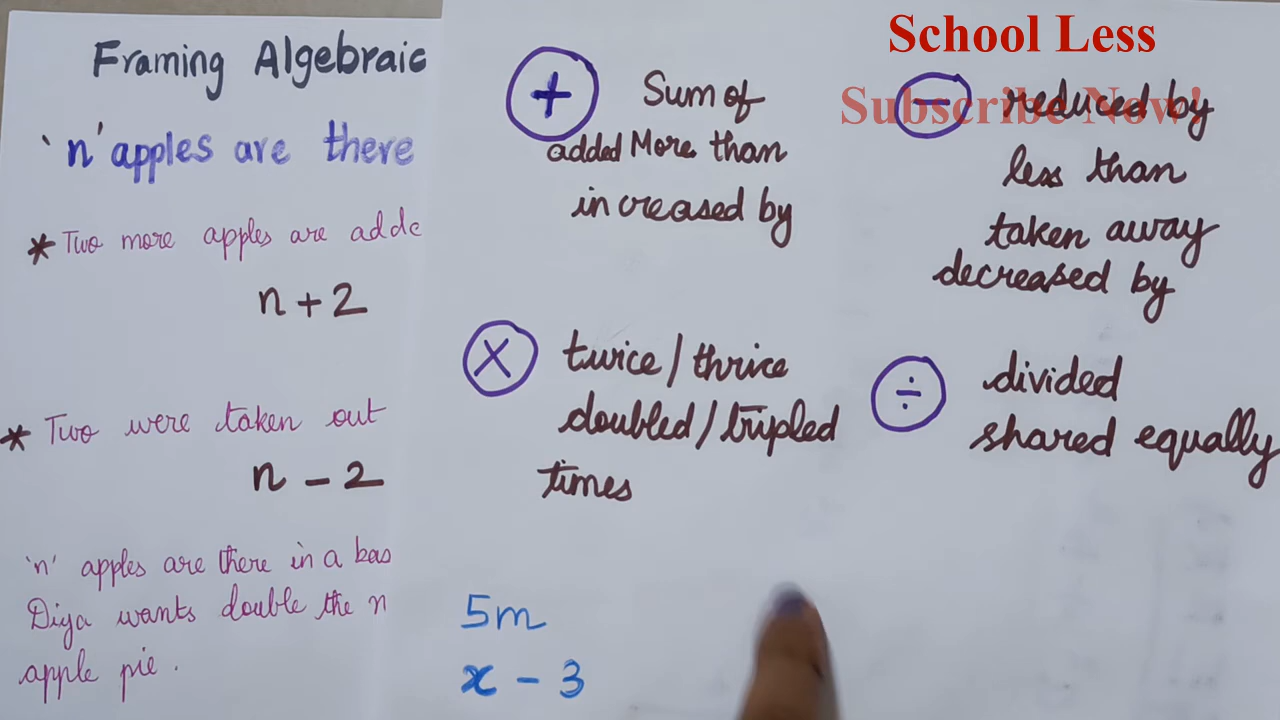 Framing Algebraic
'n' apples are there
* Two more apples are adde
n + 2
* Two were taken out
n - 2
'n' apples are there in a bas
Diya wants double the n
apple pie.
+ Sum of
added More than
increased by
School Less
Subscribe Now!
- reduced by
less than
taken away
decreased by
× twice / thrice
doubled / tripled
times
÷ divided
shared equally
5m
x - 3